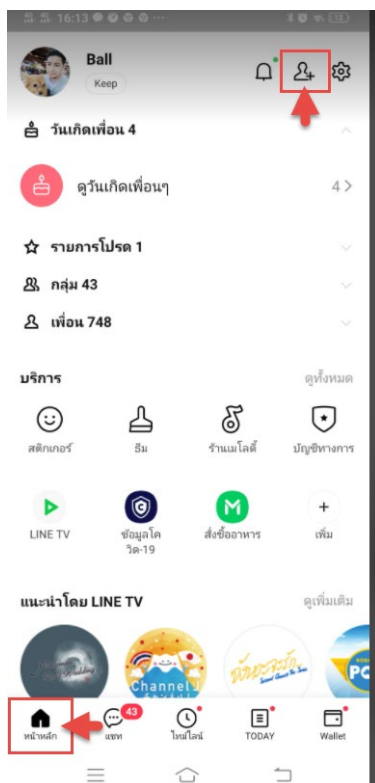 16:13
Ball
Keep
วันเกิดเพื่อน 4
ดูวันเกิดเพื่อนๆ
4 >
รายการโปรด 1
กลุ่ม 43
เพื่อน 748
บริการ
ดูทั้งหมด
สติกเกอร์
ธีม
ร้านเมโลดี้
บัญชีทางการ
LINE TV
ข้อมูลโค
วิด-19
สั่งซื้ออาหาร
เพิ่ม
แนะนำโดย LINE TV
ดูเพิ่มเติม
Channel
PO
43
หน้าหลัก
แชท
ไทม์ไลน์
TODAY
Wallet